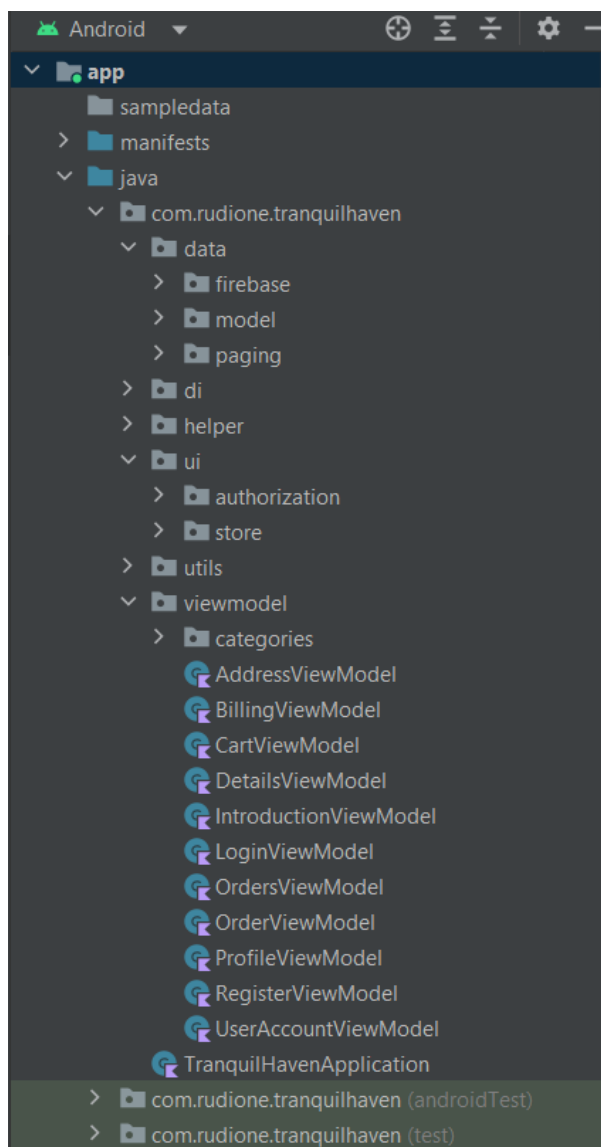 Android
app
sampledata
manifests
java
com.rudione.tranquilhaven
data
firebase
model
paging
di
helper
ui
authorization
store
utils
viewmodel
categories
AddressViewModel
BillingViewModel
CartViewModel
DetailsViewModel
IntroductionViewModel
LoginViewModel
OrdersViewModel
OrderViewModel
ProfileViewModel
RegisterViewModel
UserAccountViewModel
TranquilHavenApplication
com.rudione.tranquilhaven (androidTest)
com.rudione.tranquilhaven (test)